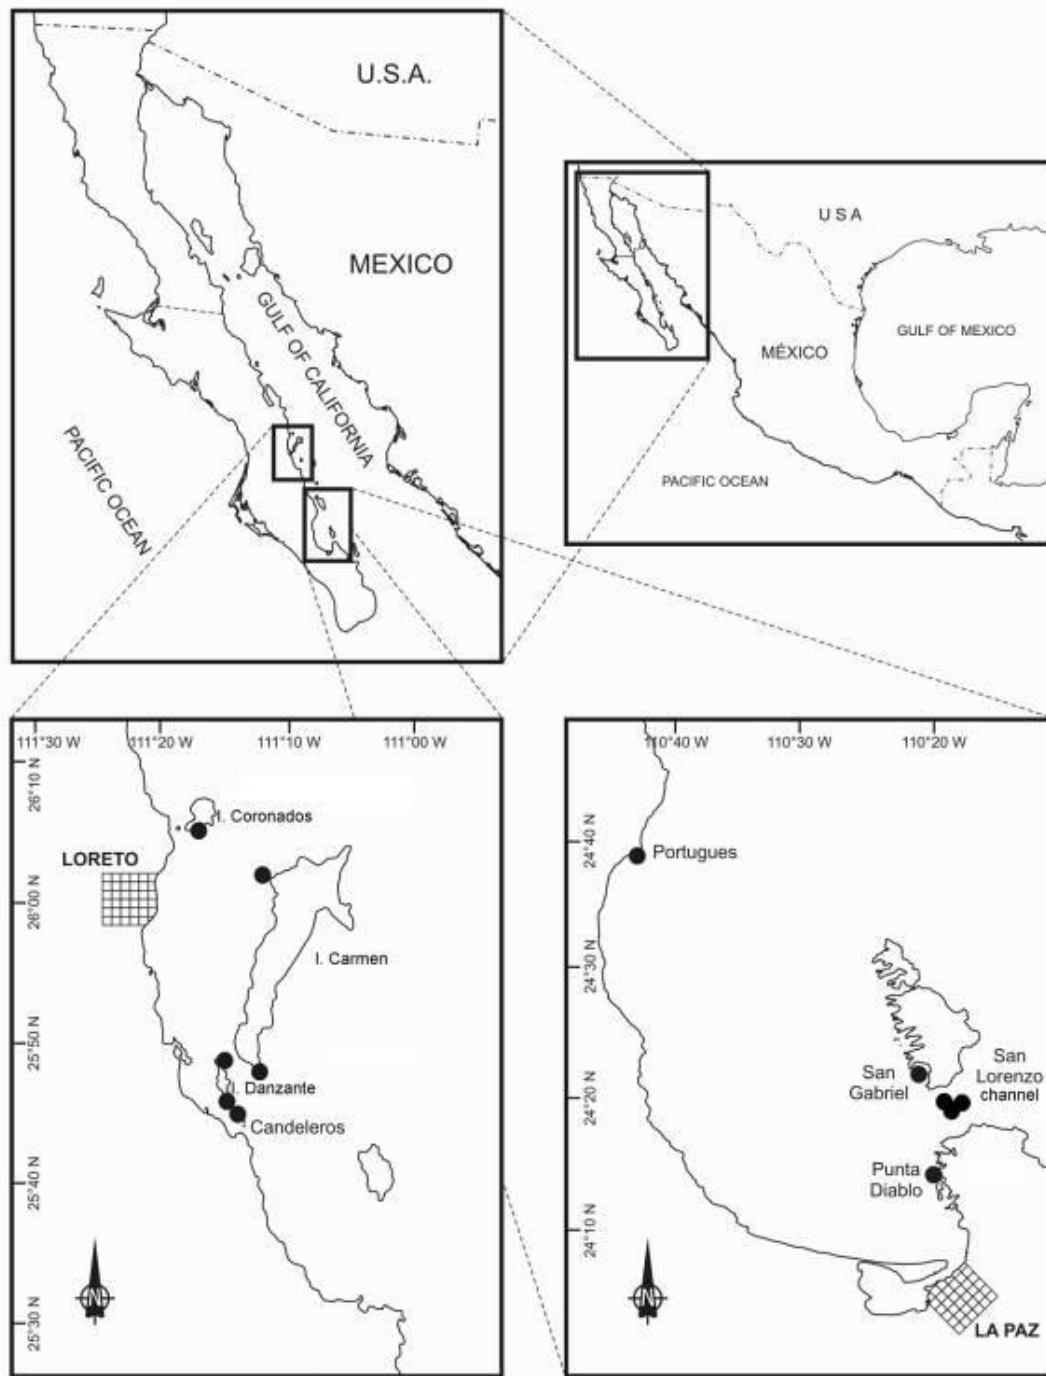 U.S.A.
MEXICO
GULF OF CALIFORNIA
PACIFIC OCEAN
U S A
GULF OF MEXICO
MÉXICO
PACIFIC OCEAN
111°30 W
111°20 W
111°10 W
111°00 W
26°10 N
26°00 N
25°50 N
25°40 N
25°30 N
I. Coronados
LORETO
I. Carmen
I. Danzante
Candeleros
N
110°40 W
110°30 W
110°20 W
24°40 N
24°30 N
24°20 N
24°10 N
Portugues
San
Gabriel
San
Lorenzo
channel
Punta
Diablo
N
LA PAZ